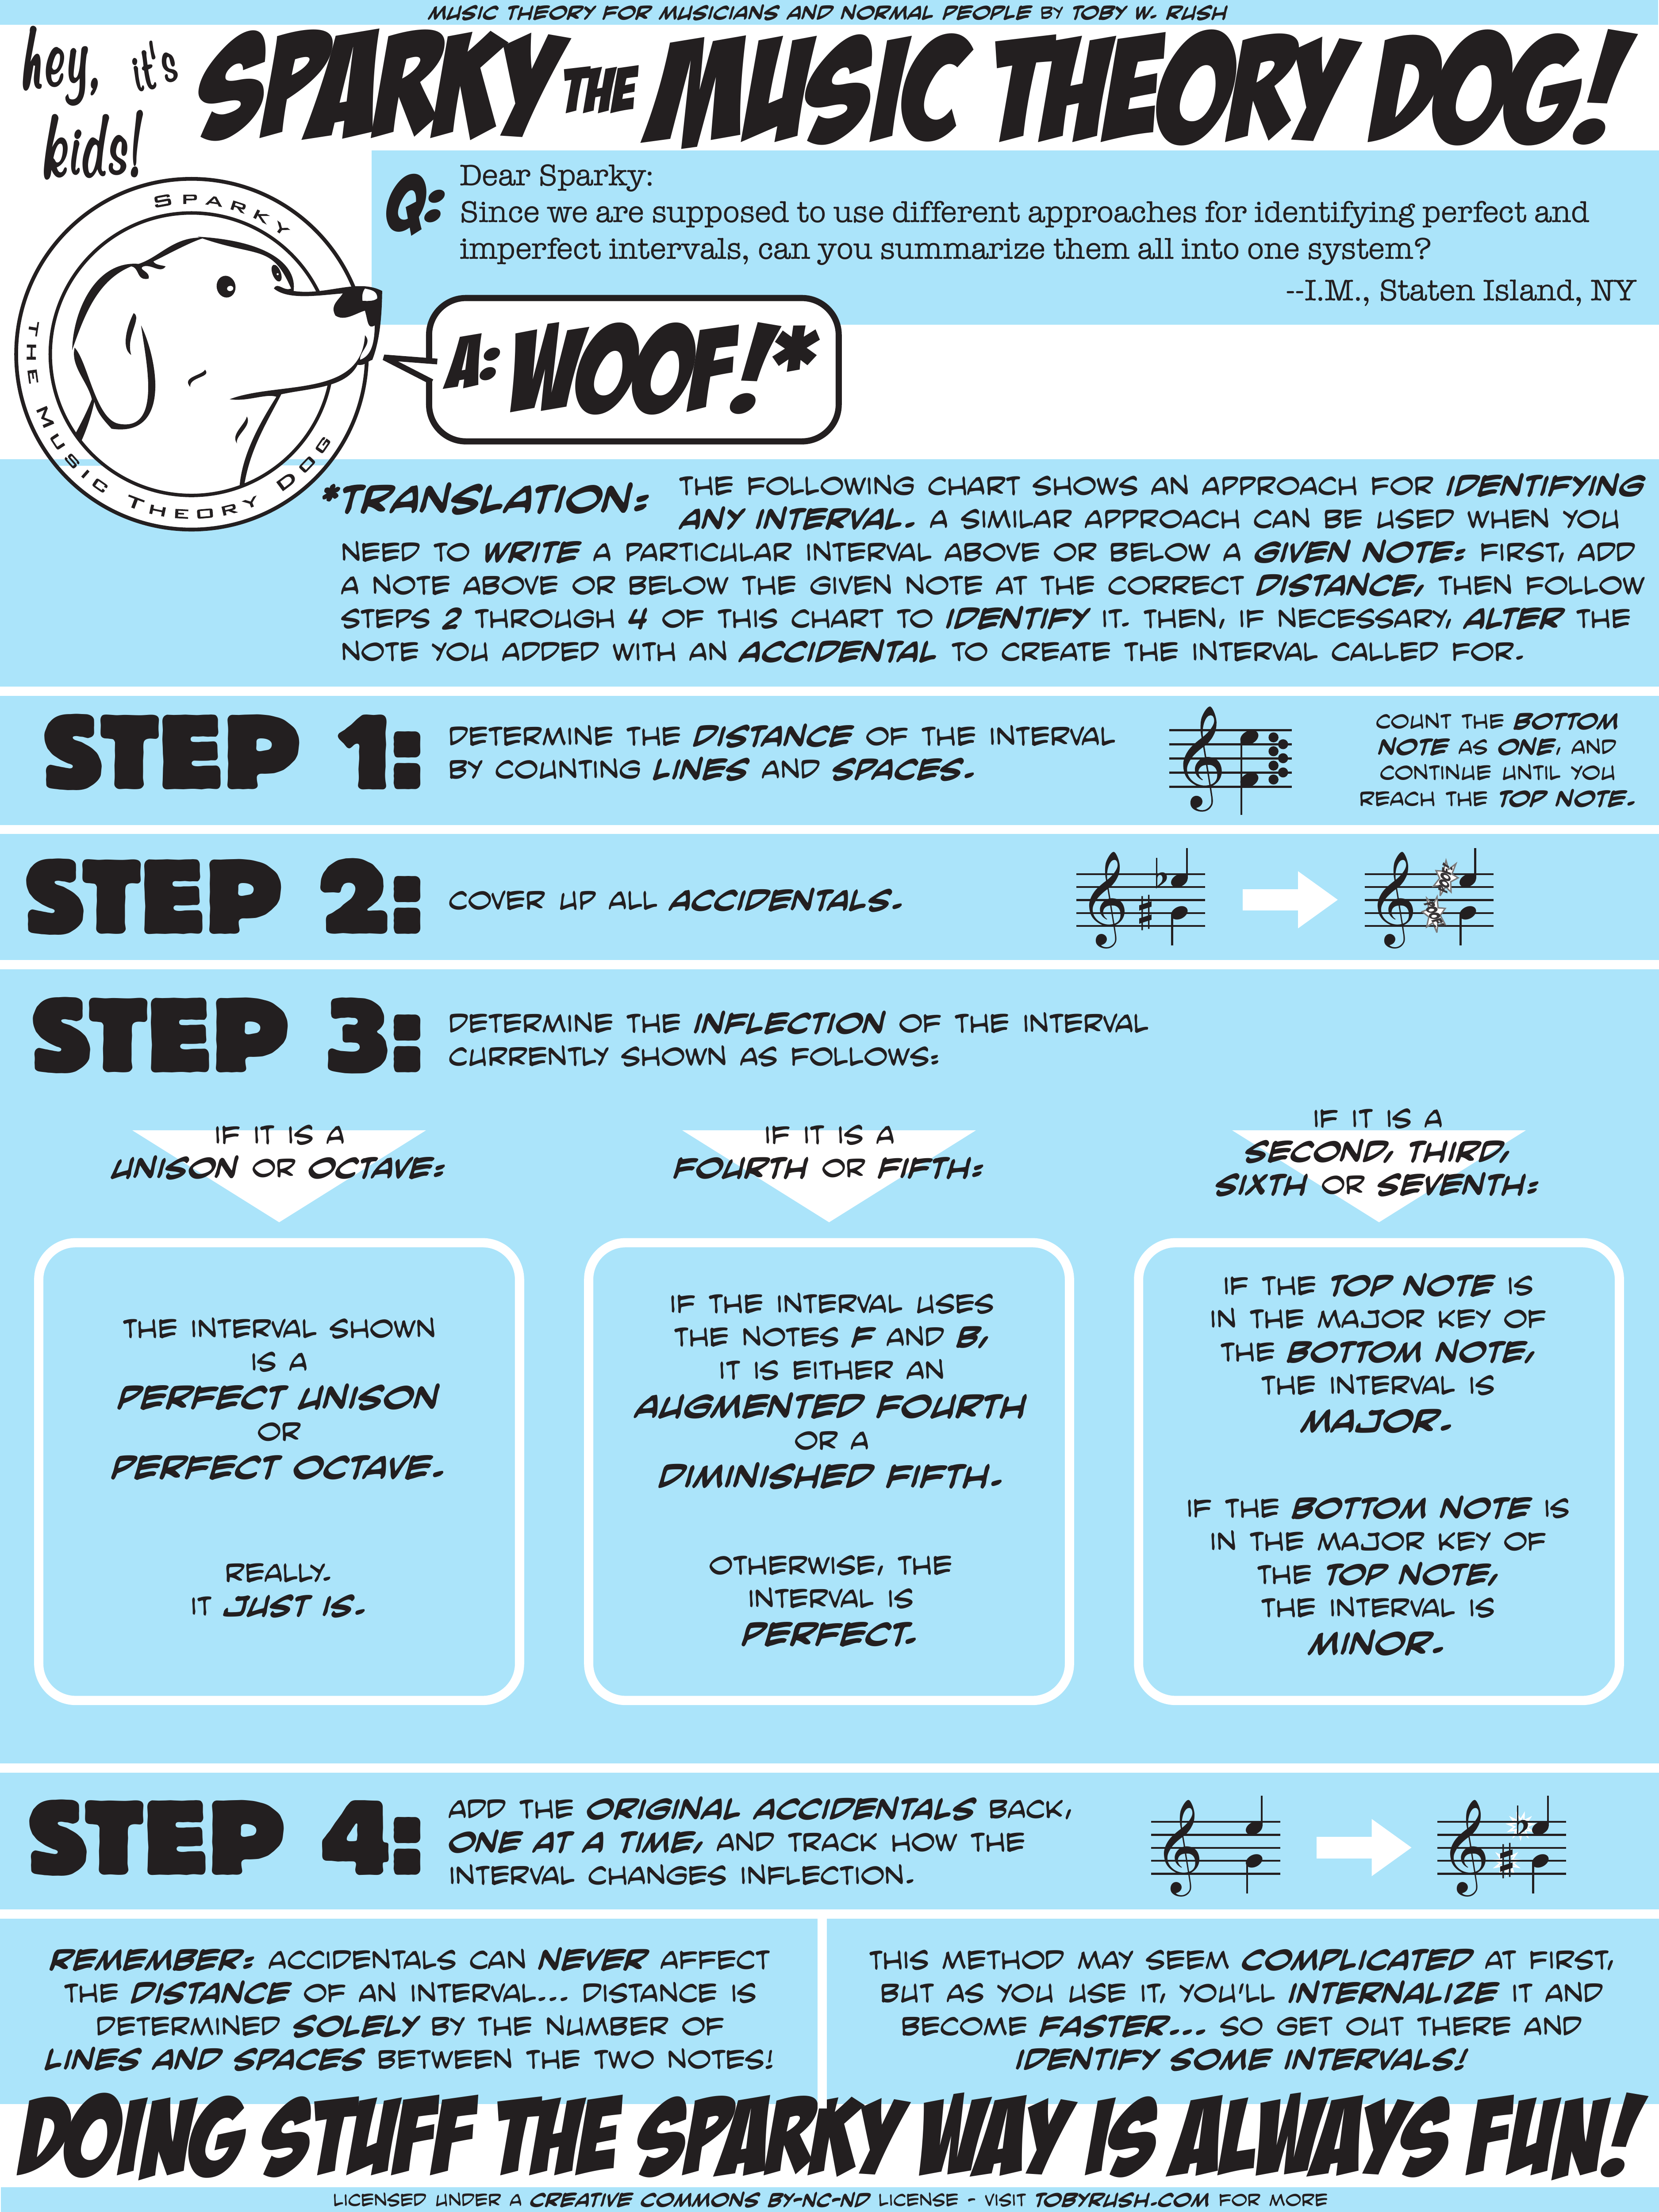 MUSIC THEORY FOR MUSICIANS AND NORMAL PEOPLE BY TOBY W. RUSH
hey, it's
kids!
SPARKY THE MUSIC THEORY DOG!
SPARKY
THE MUSIC THEORY DOG
Q: Dear Sparky:
Since we are supposed to use different approaches for identifying perfect and
imperfect intervals, can you summarize them all into one system?
--I.M., Staten Island, NY
A: WOOF!*
*TRANSLATION: THE FOLLOWING CHART SHOWS AN APPROACH FOR IDENTIFYING
ANY INTERVAL. A SIMILAR APPROACH CAN BE USED WHEN YOU
NEED TO WRITE A PARTICULAR INTERVAL ABOVE OR BELOW A GIVEN NOTE: FIRST, ADD
A NOTE ABOVE OR BELOW THE GIVEN NOTE AT THE CORRECT DISTANCE, THEN FOLLOW
STEPS 2 THROUGH 4 OF THIS CHART TO IDENTIFY IT. THEN, IF NECESSARY, ALTER THE
NOTE YOU ADDED WITH AN ACCIDENTAL TO CREATE THE INTERVAL CALLED FOR.
STEP 1:
DETERMINE THE DISTANCE OF THE INTERVAL
BY COUNTING LINES AND SPACES.
COUNT THE BOTTOM
NOTE AS ONE, AND
CONTINUE UNTIL YOU
REACH THE TOP NOTE.
STEP 2:
COVER UP ALL ACCIDENTALS.
STEP 3:
DETERMINE THE INFLECTION OF THE INTERVAL
CURRENTLY SHOWN AS FOLLOWS:
IF IT IS A
UNISON OR OCTAVE:
THE INTERVAL SHOWN
IS A
PERFECT UNISON
OR
PERFECT OCTAVE.
REALLY.
IT JUST IS.
IF IT IS A
FOURTH OR FIFTH:
IF THE INTERVAL USES
THE NOTES F AND B,
IT IS EITHER AN
AUGMENTED FOURTH
OR A
DIMINISHED FIFTH.
OTHERWISE, THE
INTERVAL IS
PERFECT.
IF IT IS A
SECOND, THIRD,
SIXTH OR SEVENTH:
IF THE TOP NOTE IS
IN THE MAJOR KEY OF
THE BOTTOM NOTE,
THE INTERVAL IS
MAJOR.
IF THE BOTTOM NOTE IS
IN THE MAJOR KEY OF
THE TOP NOTE,
THE INTERVAL IS
MINOR.
STEP 4:
ADD THE ORIGINAL ACCIDENTALS BACK,
ONE AT A TIME, AND TRACK HOW THE
INTERVAL CHANGES INFLECTION.
REMEMBER: ACCIDENTALS CAN NEVER AFFECT
THE DISTANCE OF AN INTERVAL... DISTANCE IS
DETERMINED SOLELY BY THE NUMBER OF
LINES AND SPACES BETWEEN THE TWO NOTES!
THIS METHOD MAY SEEM COMPLICATED AT FIRST,
BUT AS YOU USE IT, YOU'LL INTERNALIZE IT AND
BECOME FASTER... SO GET OUT THERE AND
IDENTIFY SOME INTERVALS!
DOING STUFF THE SPARKY WAY IS ALWAYS FUN!
LICENSED UNDER A CREATIVE COMMONS BY-NC-ND LICENSE - VISIT TOBYRUSH.COM FOR MORE